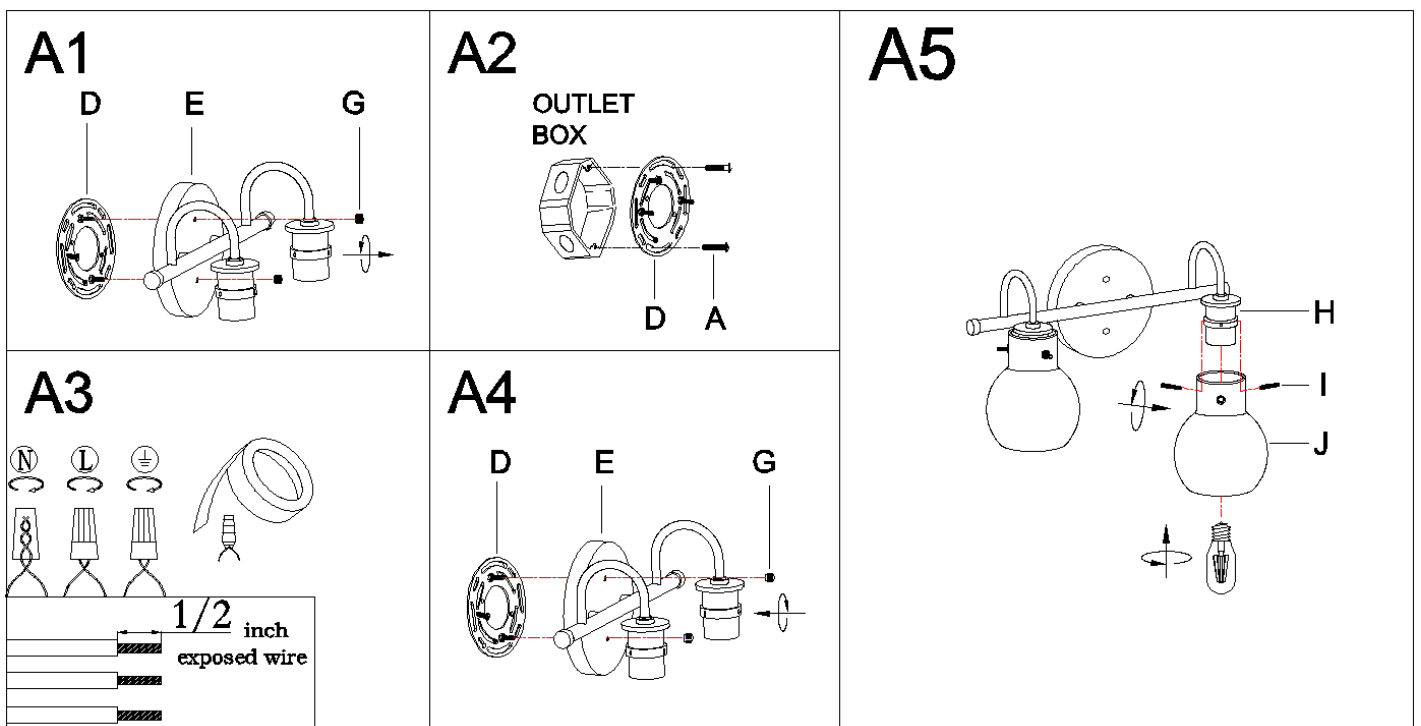 A1
D E G
A2
OUTLET
BOX
D A
A3
N L
1/2 inch
exposed wire
A4
D E G
A5
H
I
J